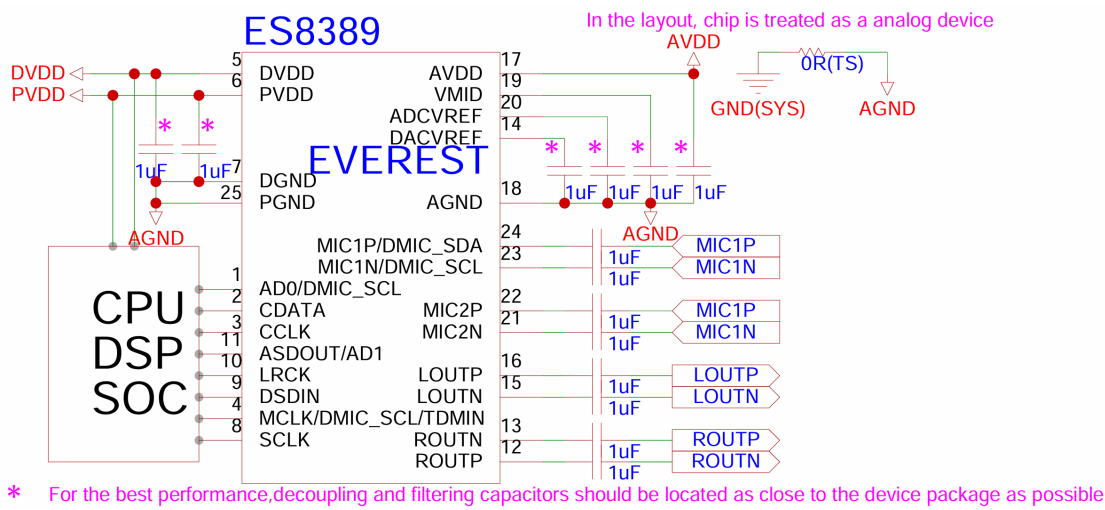 In the layout, chip is treated as a analog device
ES8389
AVDD
5 17
DVDD DVDD AVDD
0R(TS)
6 19
PVDD PVDD VMID
GND(SYS) AGND
20
ADCVREF
14
DACVREF
* * * * * *
EVEREST
1uF 1uF
7
DGND
1uF 1uF 1uF 1uF
25 18
PGND AGND
AGND AGND
24
MIC1P/DMIC_SDA MIC1P
1uF
23
MIC1N/DMIC_SCL MIC1N
1uF
1
AD0/DMIC_SCL
2 22
CDATA MIC2P MIC1P
1uF
3 21
CCLK MIC2N MIC1N
1uF
11
ASDOUT/AD1
10 16
LRCK LOUTP LOUTP
1uF
9 15
DSDIN LOUTN LOUTN
1uF
4
MCLK/DMIC_SCL/TDMIN
8 13
SCLK ROUTN ROUTP
1uF
12
ROUTP ROUTN
1uF
CPU
DSP
SOC
* For the best performance,decoupling and filtering capacitors should be located as close to the device package as possible